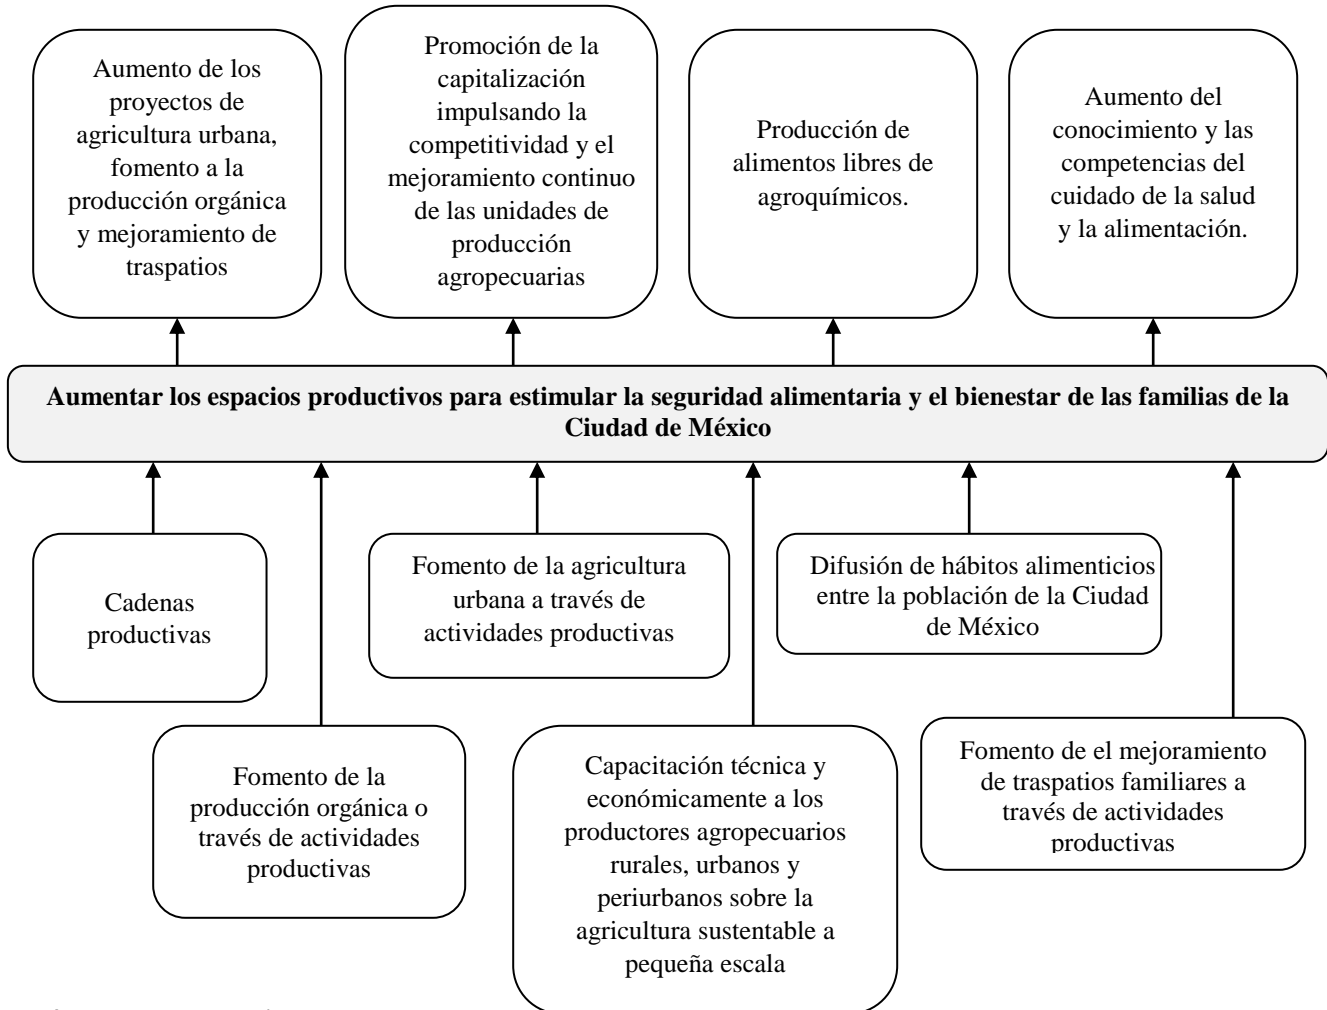 Aumento de los
proyectos de
agricultura urbana,
fomento a la
producción orgánica
y mejoramiento de
traspatios
Promoción de la
capitalización
impulsando la
competitividad y el
mejoramiento continuo
de las unidades de
producción
agropecuarias
Producción de
alimentos libres de
agroquímicos.
Aumento del
conocimiento y las
competencias del
cuidado de la salud
y la alimentación.
Aumentar los espacios productivos para estimular la seguridad alimentaria y el bienestar de las familias de la
Ciudad de México
Cadenas
productivas
Fomento de la agricultura
urbana a través de
actividades productivas
Difusión de hábitos alimenticios
entre la población de la Ciudad
de México
Fomento de la
producción orgánica o
través de actividades
productivas
Capacitación técnica y
económicamente a los
productores agropecuarios
rurales, urbanos y
periurbanos sobre la
agricultura sustentable a
pequeña escala
Fomento de el mejoramiento
de traspatios familiares a
través de actividades
productivas